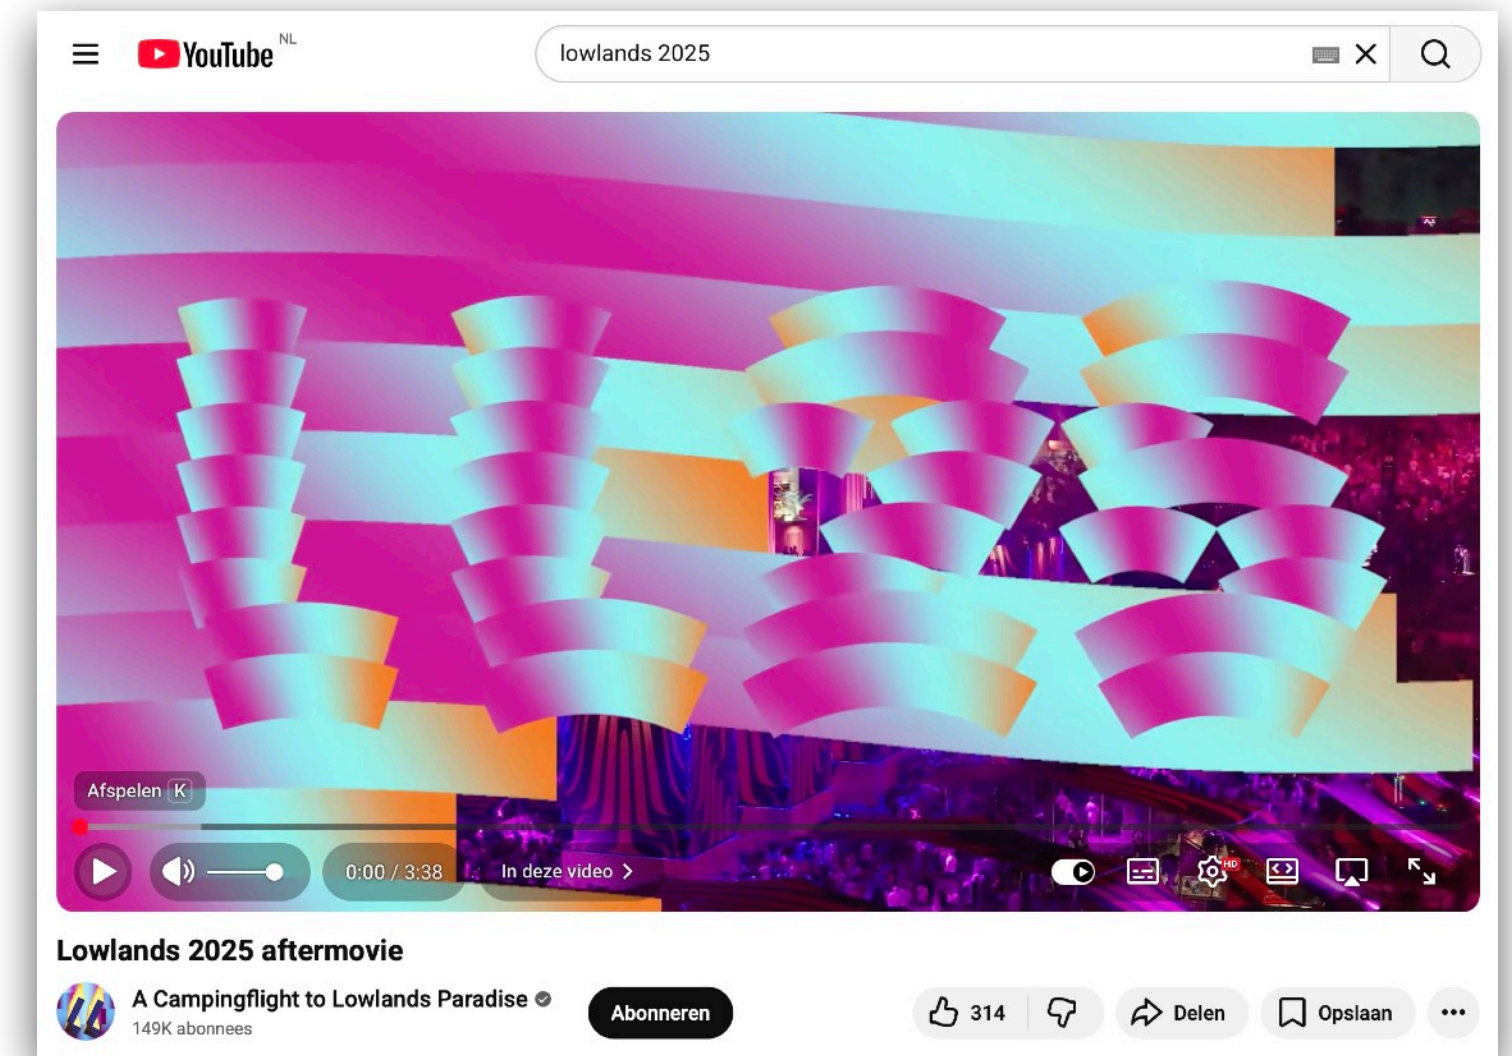 YouTube NL
lowlands 2025
LL25
Afspelen K
0:00 / 3:38
In deze video
HD
Lowlands 2025 aftermovie
A Campingflight to Lowlands Paradise
149K abonnees
Abonneren
314
Delen
Opslaan